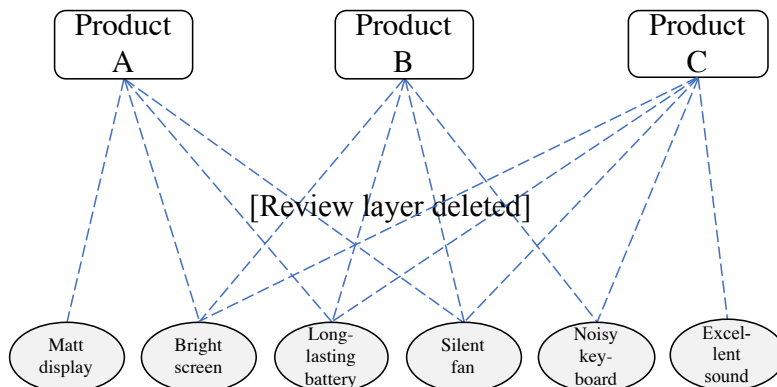 Product
A
Product
B
Product
C
[Review layer deleted]
Matt
display
Bright
screen
Long-
lasting
battery
Silent
fan
Noisy
key-
board
Excel-
lent
sound